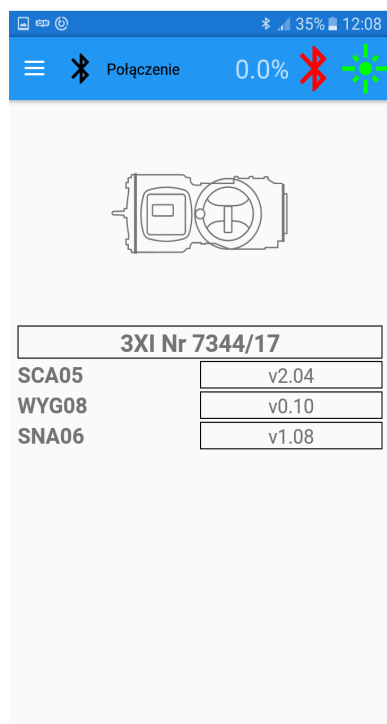 35% 12:08
Połączenie 0.0%
3XI Nr 7344/17
SCA05 v2.04
WYG08 v0.10
SNA06 v1.08